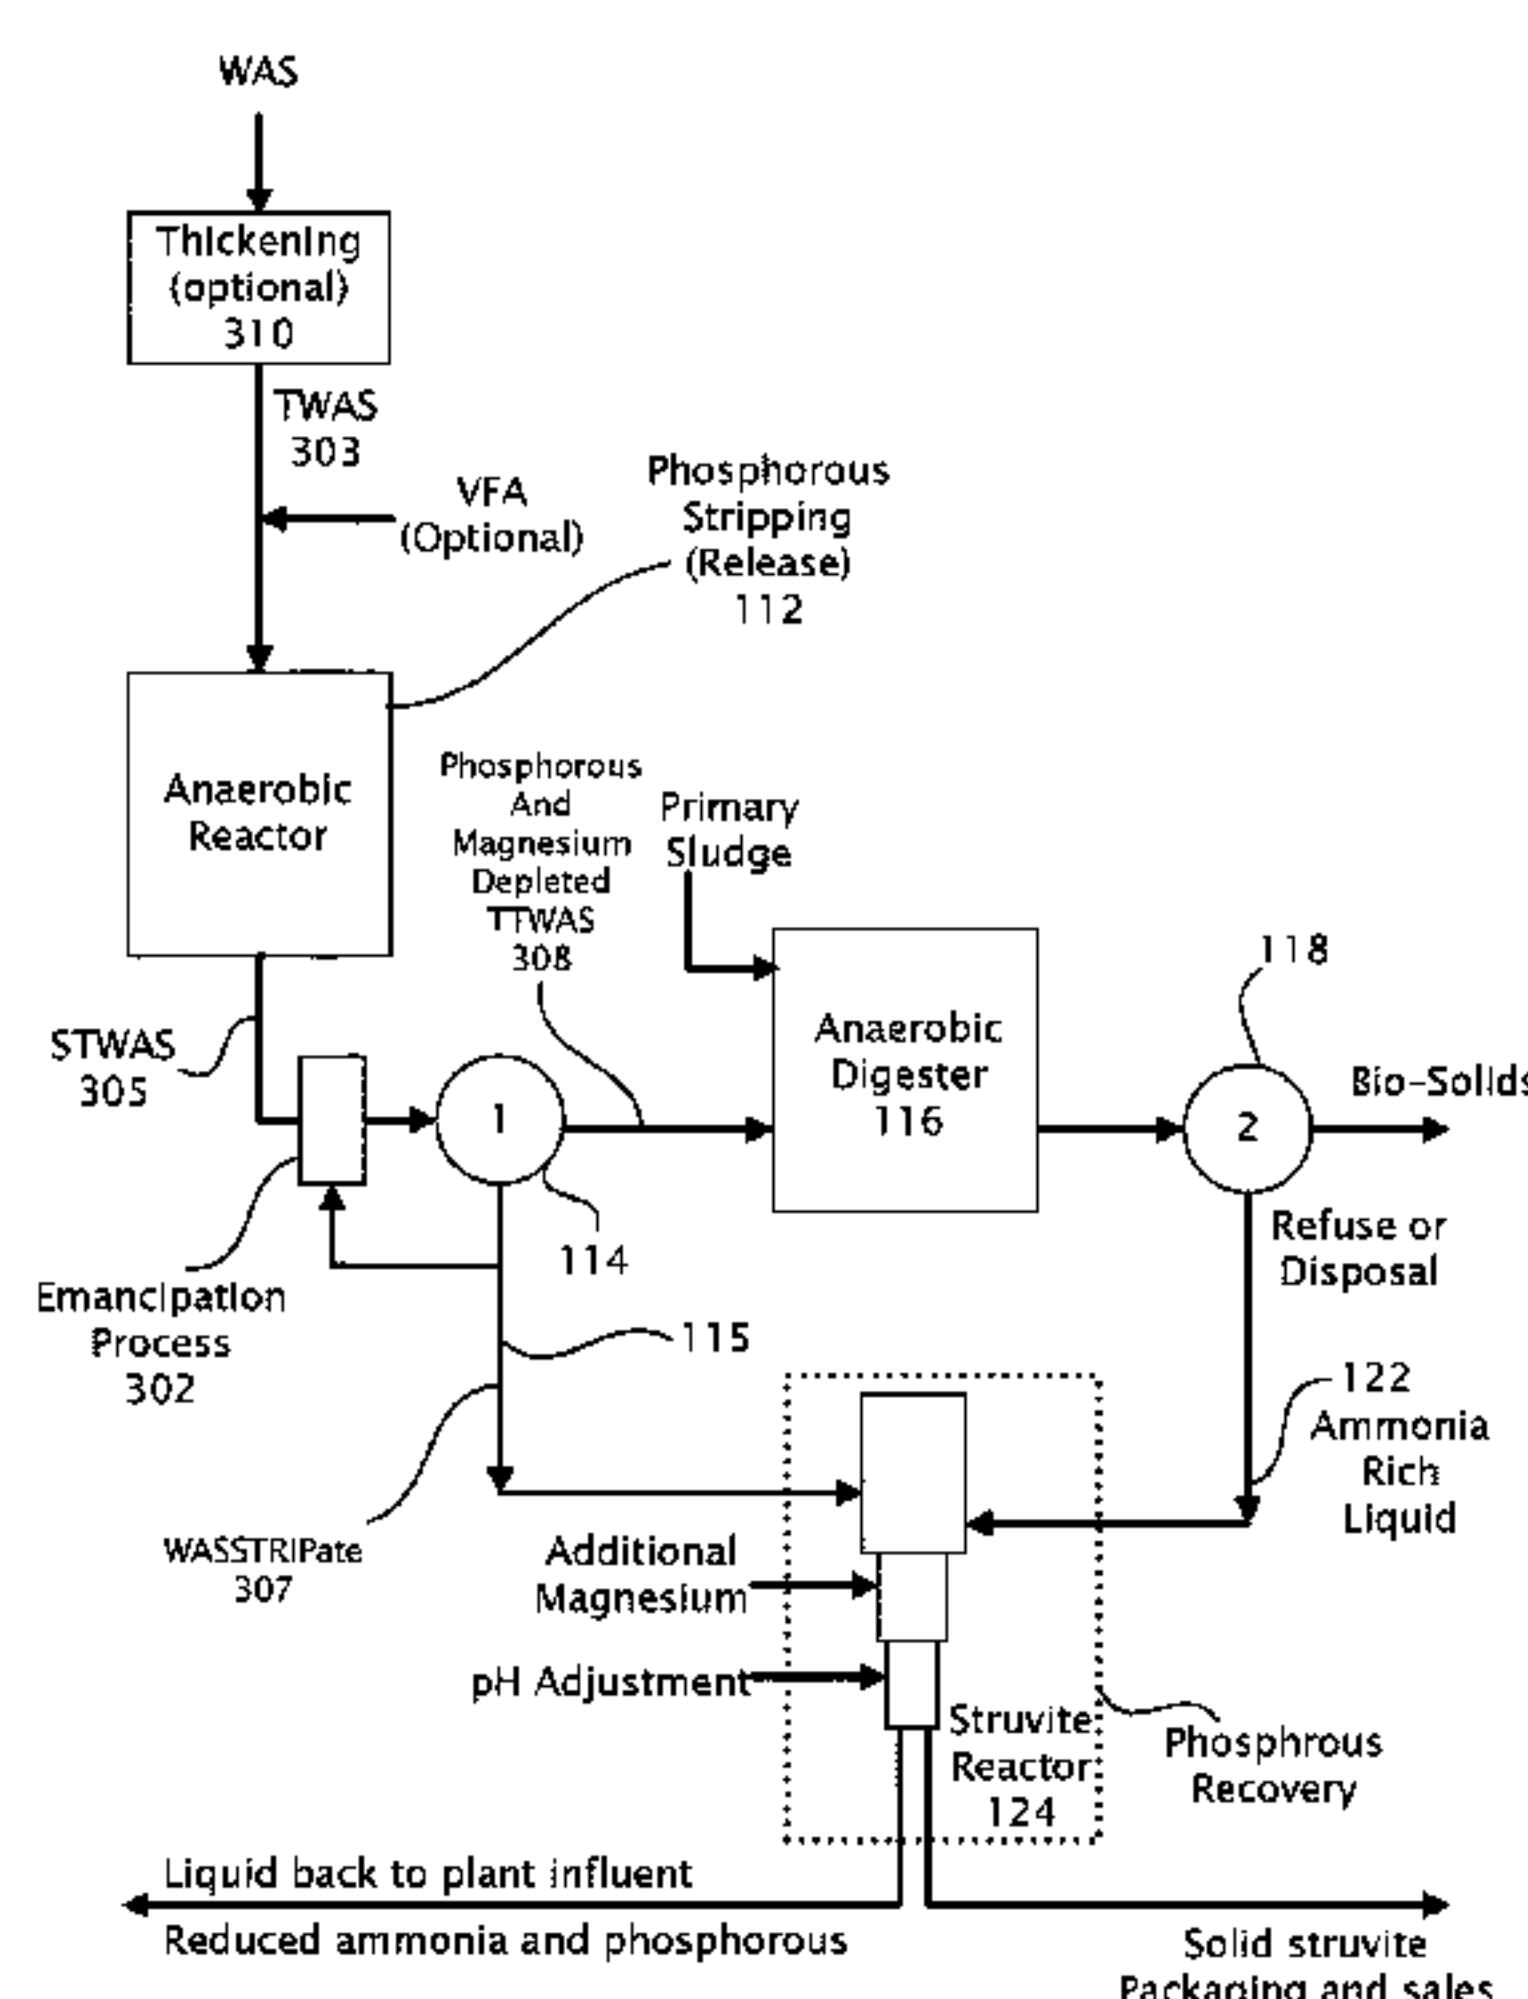 WAS
Thickening
(optional)
310
TWAS
303
VFA
(Optional)
Phosphorous
Stripping
(Release)
112
Anaerobic
Reactor
Phosphorous
And
Magnesium
Depleted
TTWAS
308
Primary
Sludge
118
Anaerobic
Digester
116
STWAS
305
1
2
Bio-Solids
114
Refuse or
Disposal
Emancipation
Process
302
115
122
Ammonia
Rich
Liquid
WASSTRIPate
307
Additional
Magnesium
pH Adjustment
Struvite
Reactor
124
Phosphrous
Recovery
Liquid back to plant influent
Reduced ammonia and phosphorous
Solid struvite
Packaging and sales